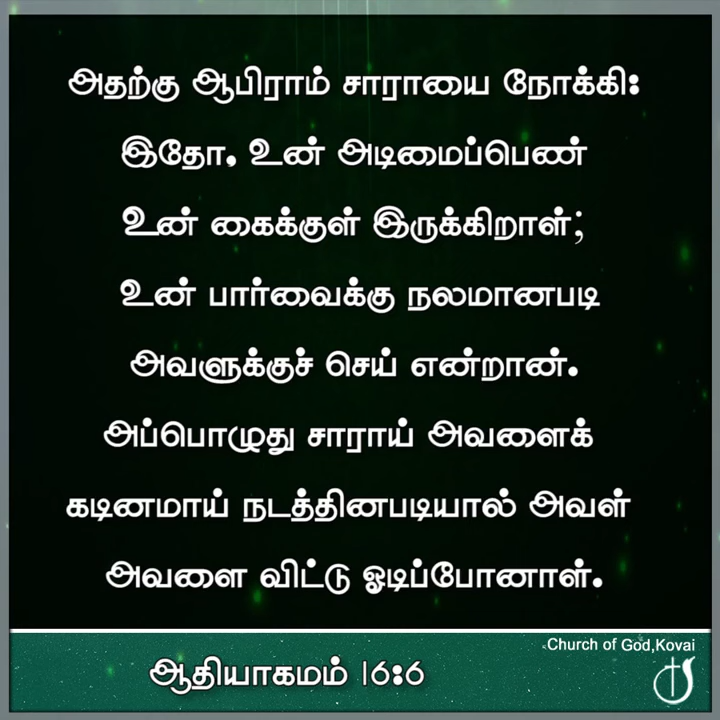 அதற்கு ஆபிராம் சாராயை நோக்கி:
இதோ, உன் அடிமைப்பெண்
உன் கைக்குள் இருக்கிறாள்;
உன் பார்வைக்கு நலமானபடி
அவளுக்குச் செய் என்றான்.
அப்பொழுது சாராய் அவளைக்
கடினமாய் நடத்தினபடியால் அவள்
அவளை விட்டு ஓடிப்போனாள்.
Church of God,Kovai
ஆதியாகமம் 16:6